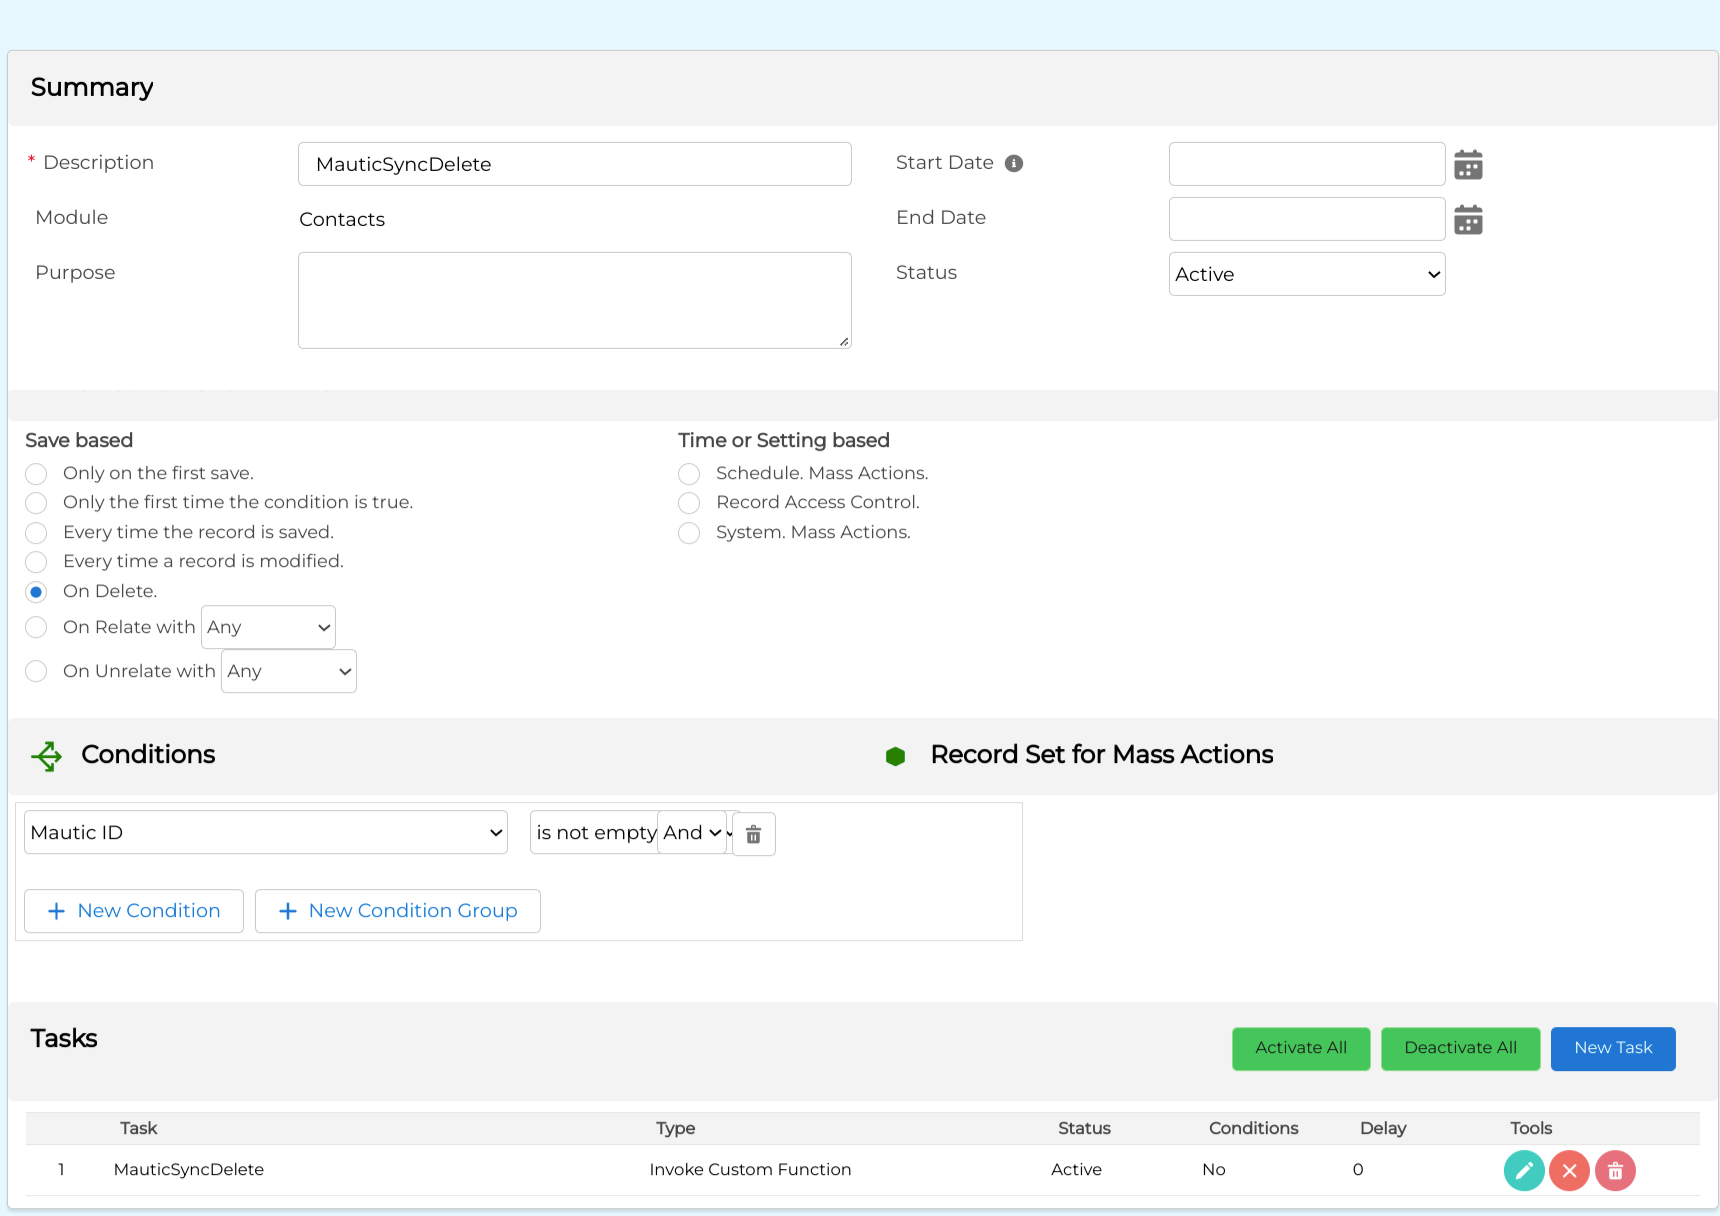 Summary
* Description
MauticSyncDelete
Start Date
Module
Contacts
End Date
Purpose
Status
Active
Save based
Time or Setting based
Only on the first save.
Schedule. Mass Actions.
Only the first time the condition is true.
Record Access Control.
Every time the record is saved.
System. Mass Actions.
Every time a record is modified.
On Delete.
On Relate with Any
On Unrelate with Any
Conditions
Record Set for Mass Actions
Mautic ID
is not empty
And
+ New Condition
+ New Condition Group
Tasks
Activate All
Deactivate All
New Task
Task Type Status Conditions Delay Tools
1 MauticSyncDelete Invoke Custom Function Active No 0